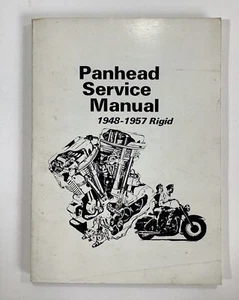 Panhead
Service
Manual
1948-1957 Rigid